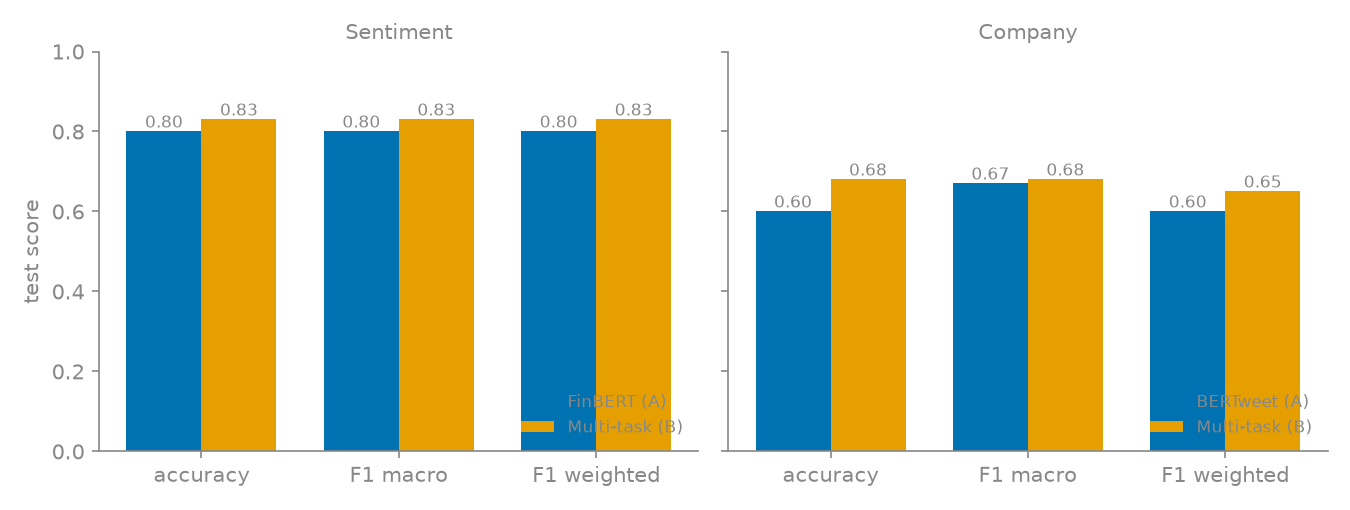 Sentiment
test score
1.0
0.8
0.6
0.4
0.2
0.0
0.80 0.83 0.80 0.83 0.80 0.83
FinBERT (A)
Multi-task (B)
accuracy F1 macro F1 weighted
Company
0.60 0.68 0.67 0.68 0.60 0.65
BERTweet (A)
Multi-task (B)
accuracy F1 macro F1 weighted